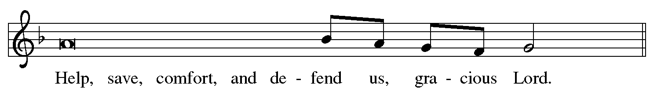 Help, save, comfort, and de - fend us, gra - cious Lord.